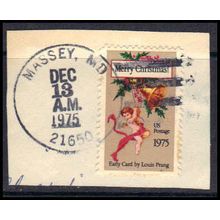 MASSEY, MD
DEC
13
A.M.
1975
21650
Merry Christmas!
US
Postage
1975
Early Card by Louis Prang